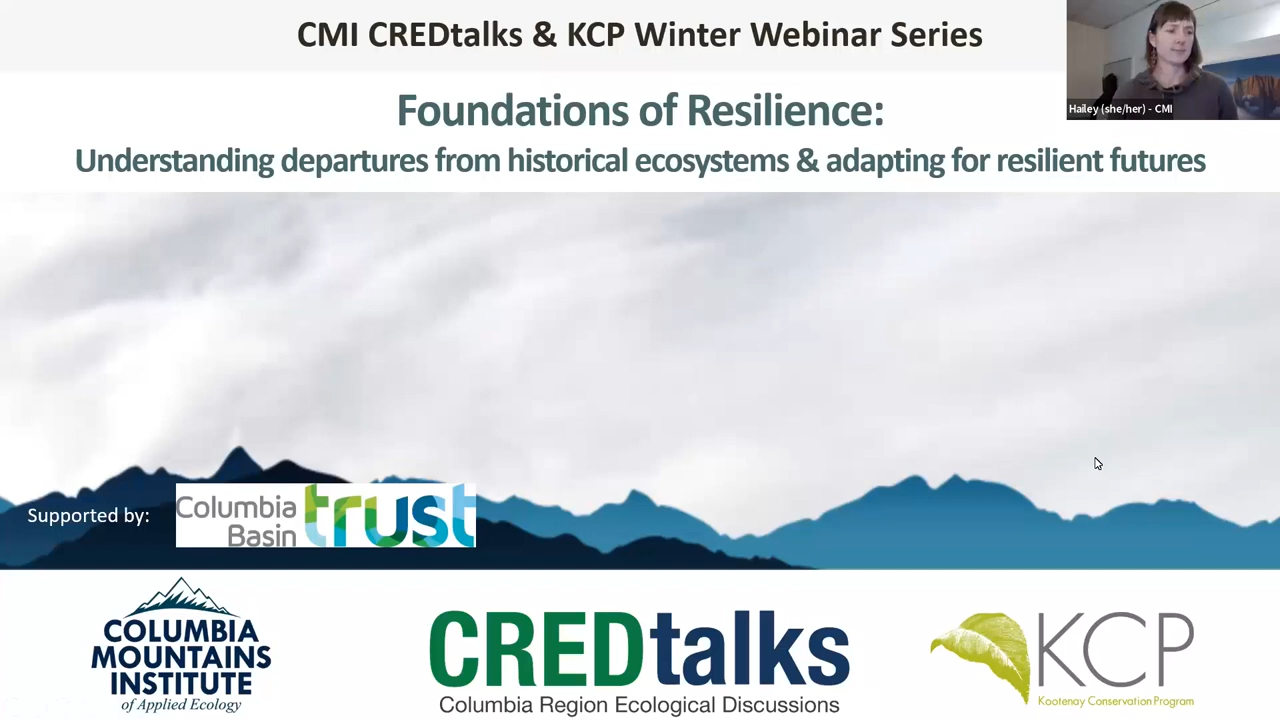 CMI CREDtalks & KCP Winter Webinar Series
Hailey (she/her) - CMI
Foundations of Resilience:
Understanding departures from historical ecosystems & adapting for resilient futures
Supported by:
Columbia
Basin
trust
COLUMBIA
MOUNTAINS
INSTITUTE
of Applied Ecology
CREDtalks
Columbia Region Ecological Discussions
KCP
Kootenay Conservation Program